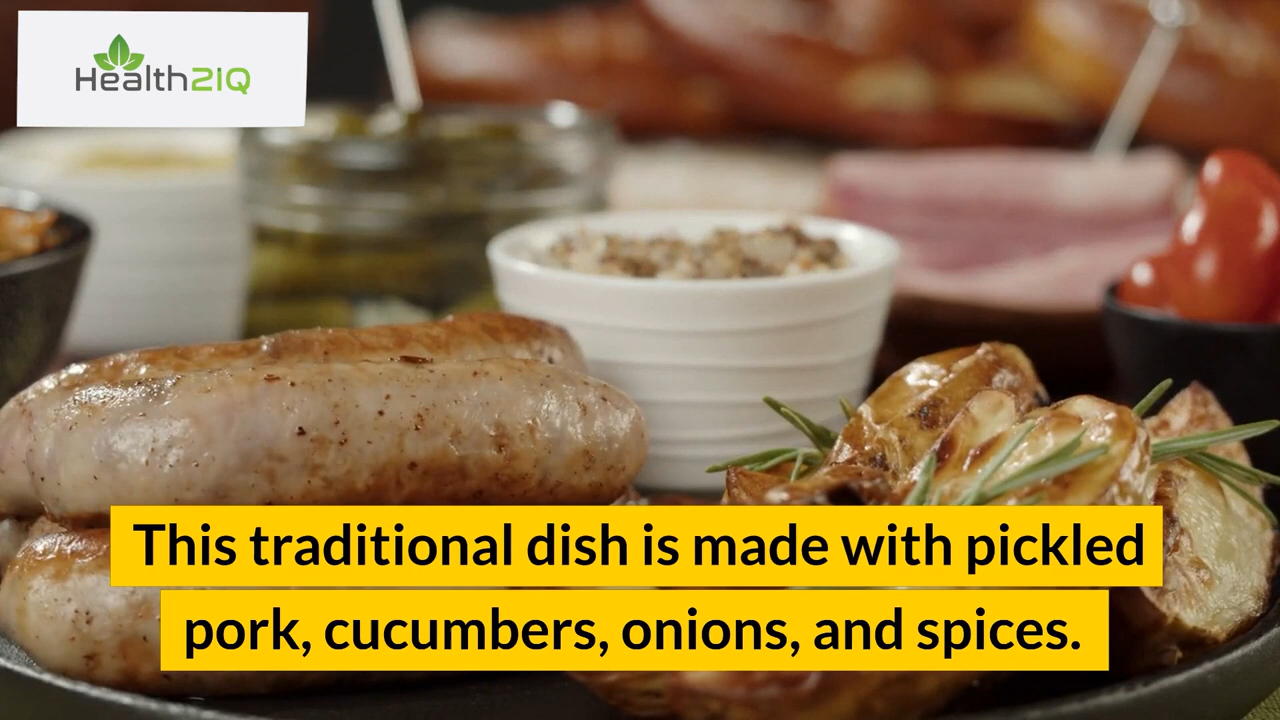 Health2IQ
This traditional dish is made with pickled
pork, cucumbers, onions, and spices.